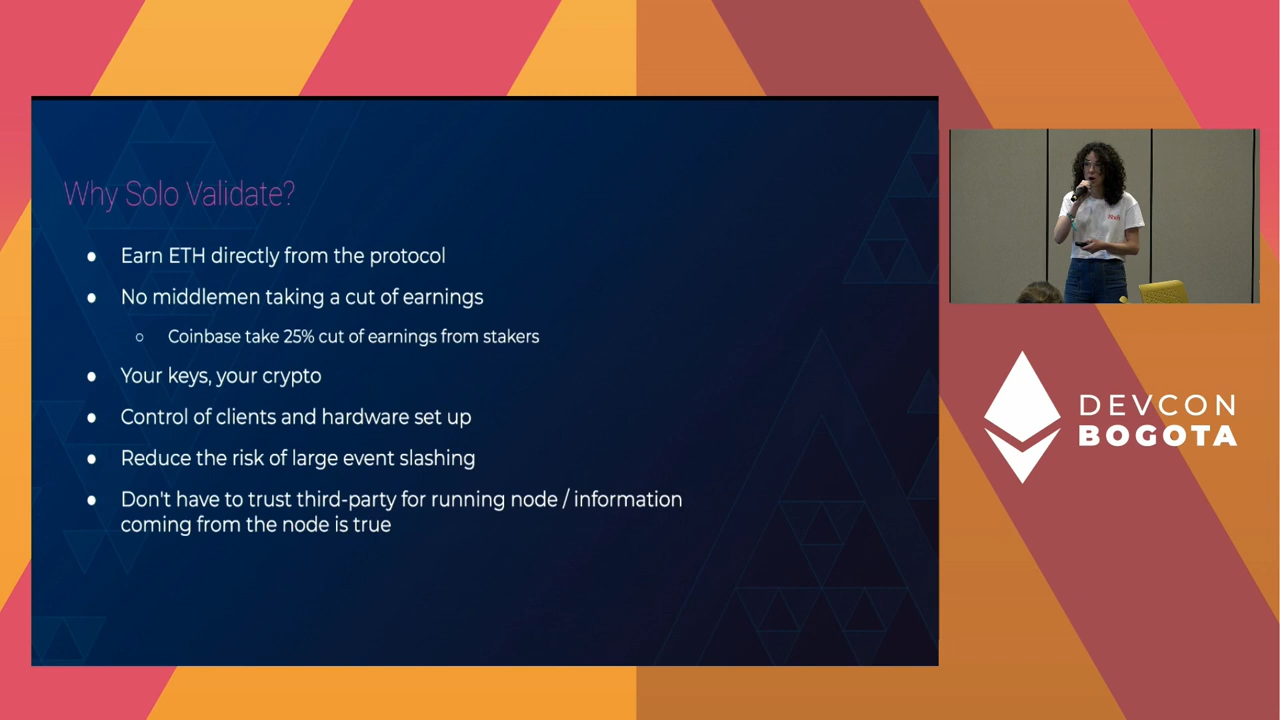 Why Solo Validate?
● Earn ETH directly from the protocol
● No middlemen taking a cut of earnings
○ Coinbase take 25% cut of earnings from stakers
● Your keys, your crypto
● Control of clients and hardware set up
● Reduce the risk of large event slashing
● Don't have to trust third-party for running node / information
coming from the node is true
DEVCON
BOGOTA